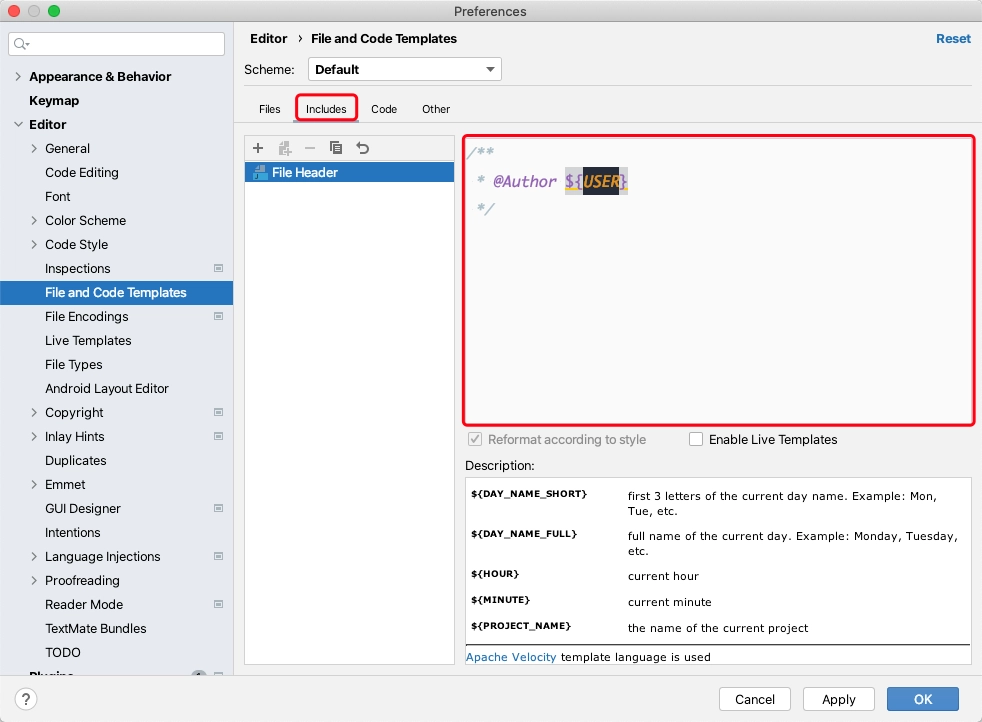 Preferences
Editor › File and Code Templates
Reset
Scheme: Default
Files Includes Code Other
Appearance & Behavior
Keymap
Editor
General
Code Editing
Font
Color Scheme
Code Style
Inspections
File and Code Templates
File Encodings
Live Templates
File Types
Android Layout Editor
Copyright
Inlay Hints
Duplicates
Emmet
GUI Designer
Intentions
Language Injections
Proofreading
Reader Mode
TextMate Bundles
TODO
Plugins
File Header
/**
* @Author ${USER}
*/
Reformat according to style
Enable Live Templates
Description:
${DAY_NAME_SHORT} first 3 letters of the current day name. Example: Mon,
Tue, etc.
${DAY_NAME_FULL} full name of the current day. Example: Monday, Tuesday,
etc.
${HOUR} current hour
${MINUTE} current minute
${PROJECT_NAME} the name of the current project
Apache Velocity template language is used
?
Cancel
Apply
OK